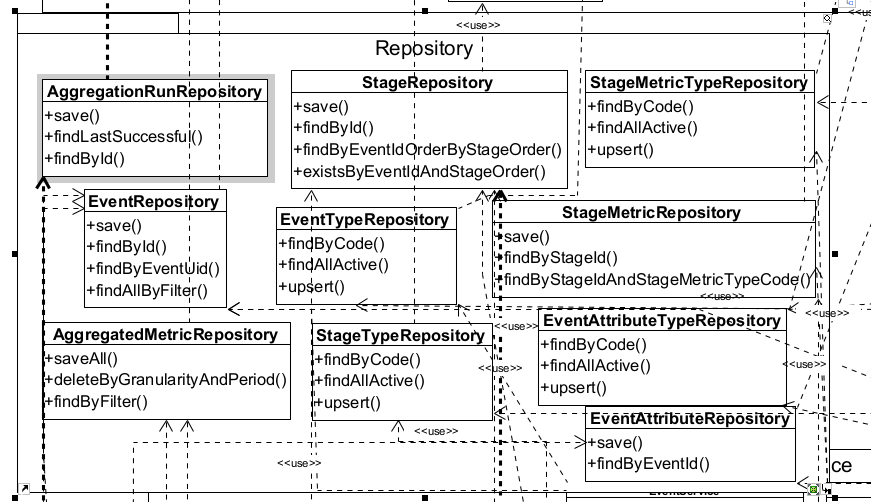 <<use>>
<<us
Repository
AggregationRunRepository
+save()
+findLastSuccessful()
+findById()
StageRepository
+save()
+findById()
+findByEventIdOrderByStageOrder()
+existsByEventIdAndStageOrder()
StageMetricTypeRepository
+findByCode()
+findAllActive()
+upsert()
EventRepository
+save()
+findById()
+findByEventUid()
+findAllByFilter()
EventTypeRepository
+findByCode()
+findAllActive()
+upsert()
StageMetricRepository
+save()
+findByStageId()
+findByStageIdAndStageMetricTypeCode()
<<use>>
<<use>>
AggregatedMetricRepository
+saveAll()
+deleteByGranularityAndPeriod()
+findByFilter()
StageTypeRepository
+findByCode()
+findAllActive()
+upsert()
<<use>>
<<use>>
EventAttributeTypeRepository
+findByCode()
+findAllActive()
+upsert()
<<use>>
EventAttributeRepository
+save()
+findByEventId()
<<use>>
<<use>>
ce
EventService